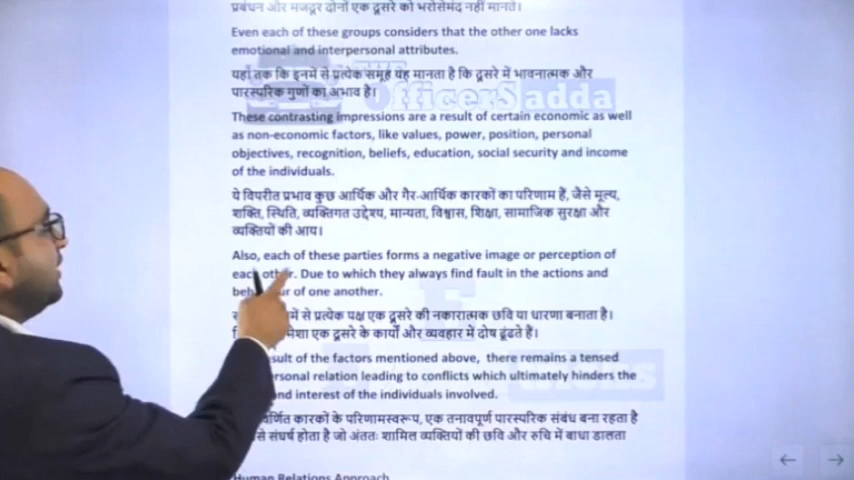 प्रबंधन और मजदूर दोनों एक दूसरे को भरोसेमंद नहीं मानते।
Even each of these groups considers that the other one lacks
emotional and interpersonal attributes.
यहां तक कि इनमें से प्रत्येक समूह यह मानता है कि दूसरे में भावनात्मक और
पारस्परिक गुणों का अभाव है।
THE
OfficerS adda
These contrasting impressions are a result of certain economic as well
as non-economic factors, like values, power, position, personal
objectives, recognition, beliefs, education, social security and income
of the individuals.
ये विपरीत प्रभाव कुछ आर्थिक और गैर-आर्थिक कारकों का परिणाम हैं, जैसे मूल्य,
शक्ति, स्थिति, व्यक्तिगत उद्देश्य, मान्यता, विश्वास, शिक्षा, सामाजिक सुरक्षा और
व्यक्तियों की आय।
Also, each of these parties forms a negative image or perception of
each other. Due to which they always find fault in the actions and
of one another.
से प्रत्येक पक्ष एक दूसरे की नकारात्मक छवि या धारणा बनाता है।
एक दूसरे के कार्यों और व्यवहार में दोष ढूंढते हैं।
of the factors mentioned above, there remains a tensed
relation leading to conflicts which ultimately hinders the
interest of the individuals involved.
कारकों के परिणामस्वरूप, एक तनावपूर्ण पारस्परिक संबंध बना रहता है
संघर्ष होता है जो अंततः शामिल व्यक्तियों की छवि और रुचि में बाधा डालता
Human Relations Approach